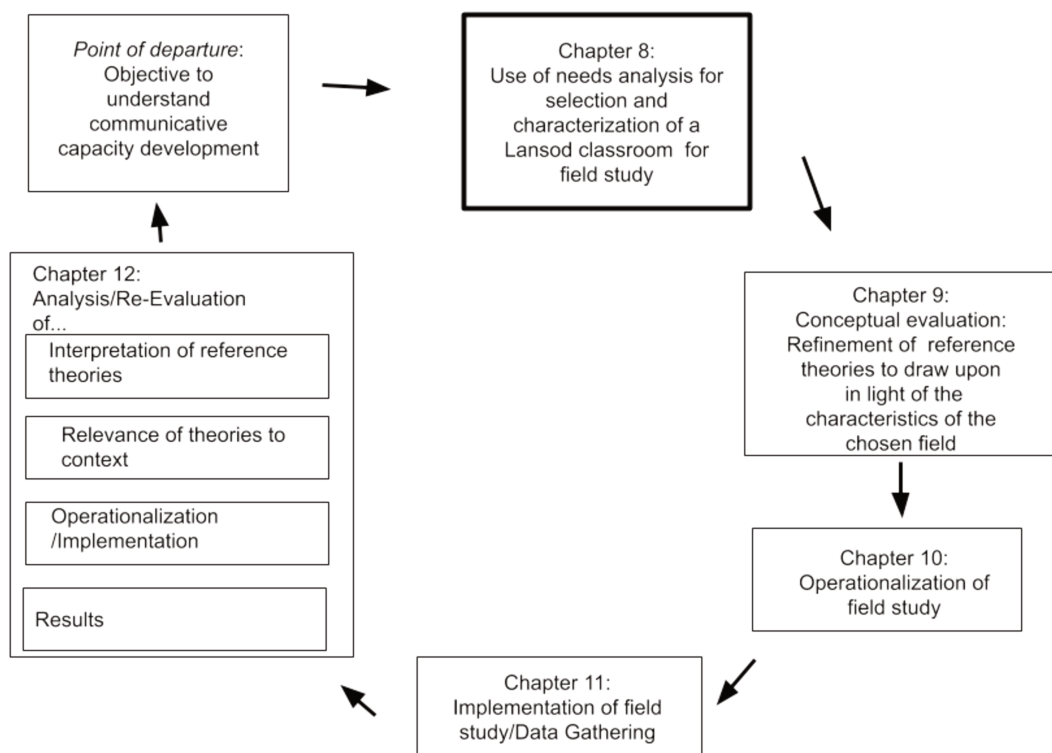 Point of departure:
Objective to
understand
communicative
capacity development
Chapter 8:
Use of needs analysis for
selection and
characterization of a
Lansod classroom for
field study
Chapter 9:
Conceptual evaluation:
Refinement of reference
theories to draw upon
in light of the
characteristics of the
chosen field
Chapter 10:
Operationalization of
field study
Chapter 11:
Implementation of field
study/Data Gathering
Chapter 12:
Analysis/Re-Evaluation
of...
Interpretation of reference
theories
Relevance of theories to
context
Operationalization
/Implementation
Results